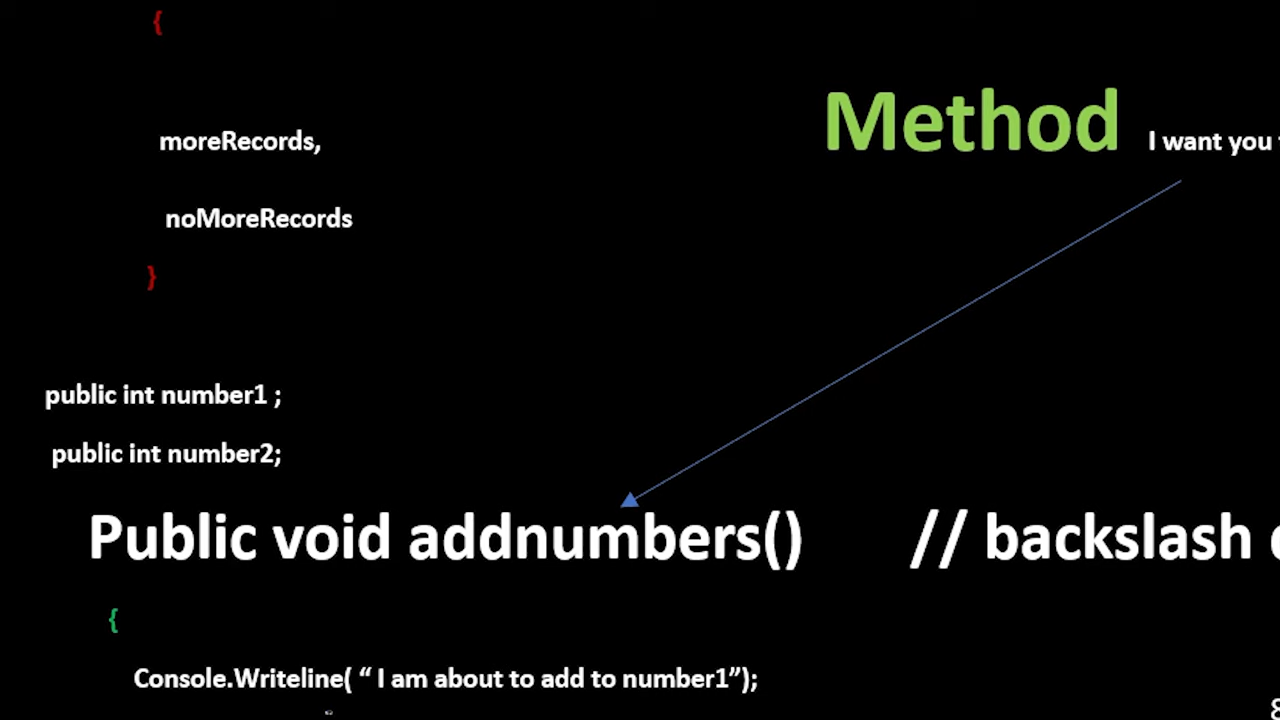 {
Method
moreRecords, I want you
noMoreRecords
}
public int number1 ;
public int number2;
Public void addnumbers() // backslash
{
Console.Writeline( “ I am about to add to number1”);